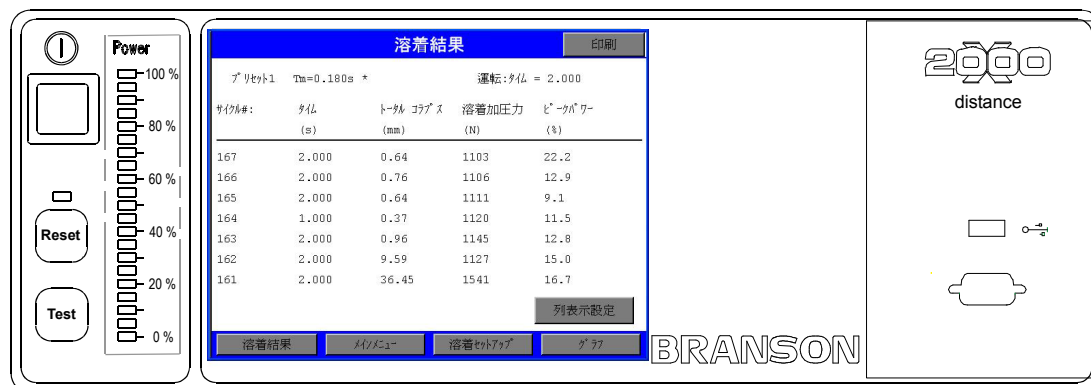 Power
100 %
80 %
60 %
40 %
20 %
0 %
Reset
Test
溶着結果
印刷
プリセット1 Tm=0.180s * 運転:タイム = 2.000
サイクル#: タイム トータル コラプス 溶着加圧力 ピークパワー
(s) (mm) (N) (%)
167 2.000 0.64 1103 22.2
166 2.000 0.76 1106 12.9
165 2.000 0.64 1111 9.1
164 1.000 0.37 1120 11.5
163 2.000 0.96 1145 12.8
162 2.000 9.59 1127 15.0
161 2.000 36.45 1541 16.7
列表示設定
溶着結果 メインメニュー 溶着セットアップ グラフ
BRANSON
2000
distance